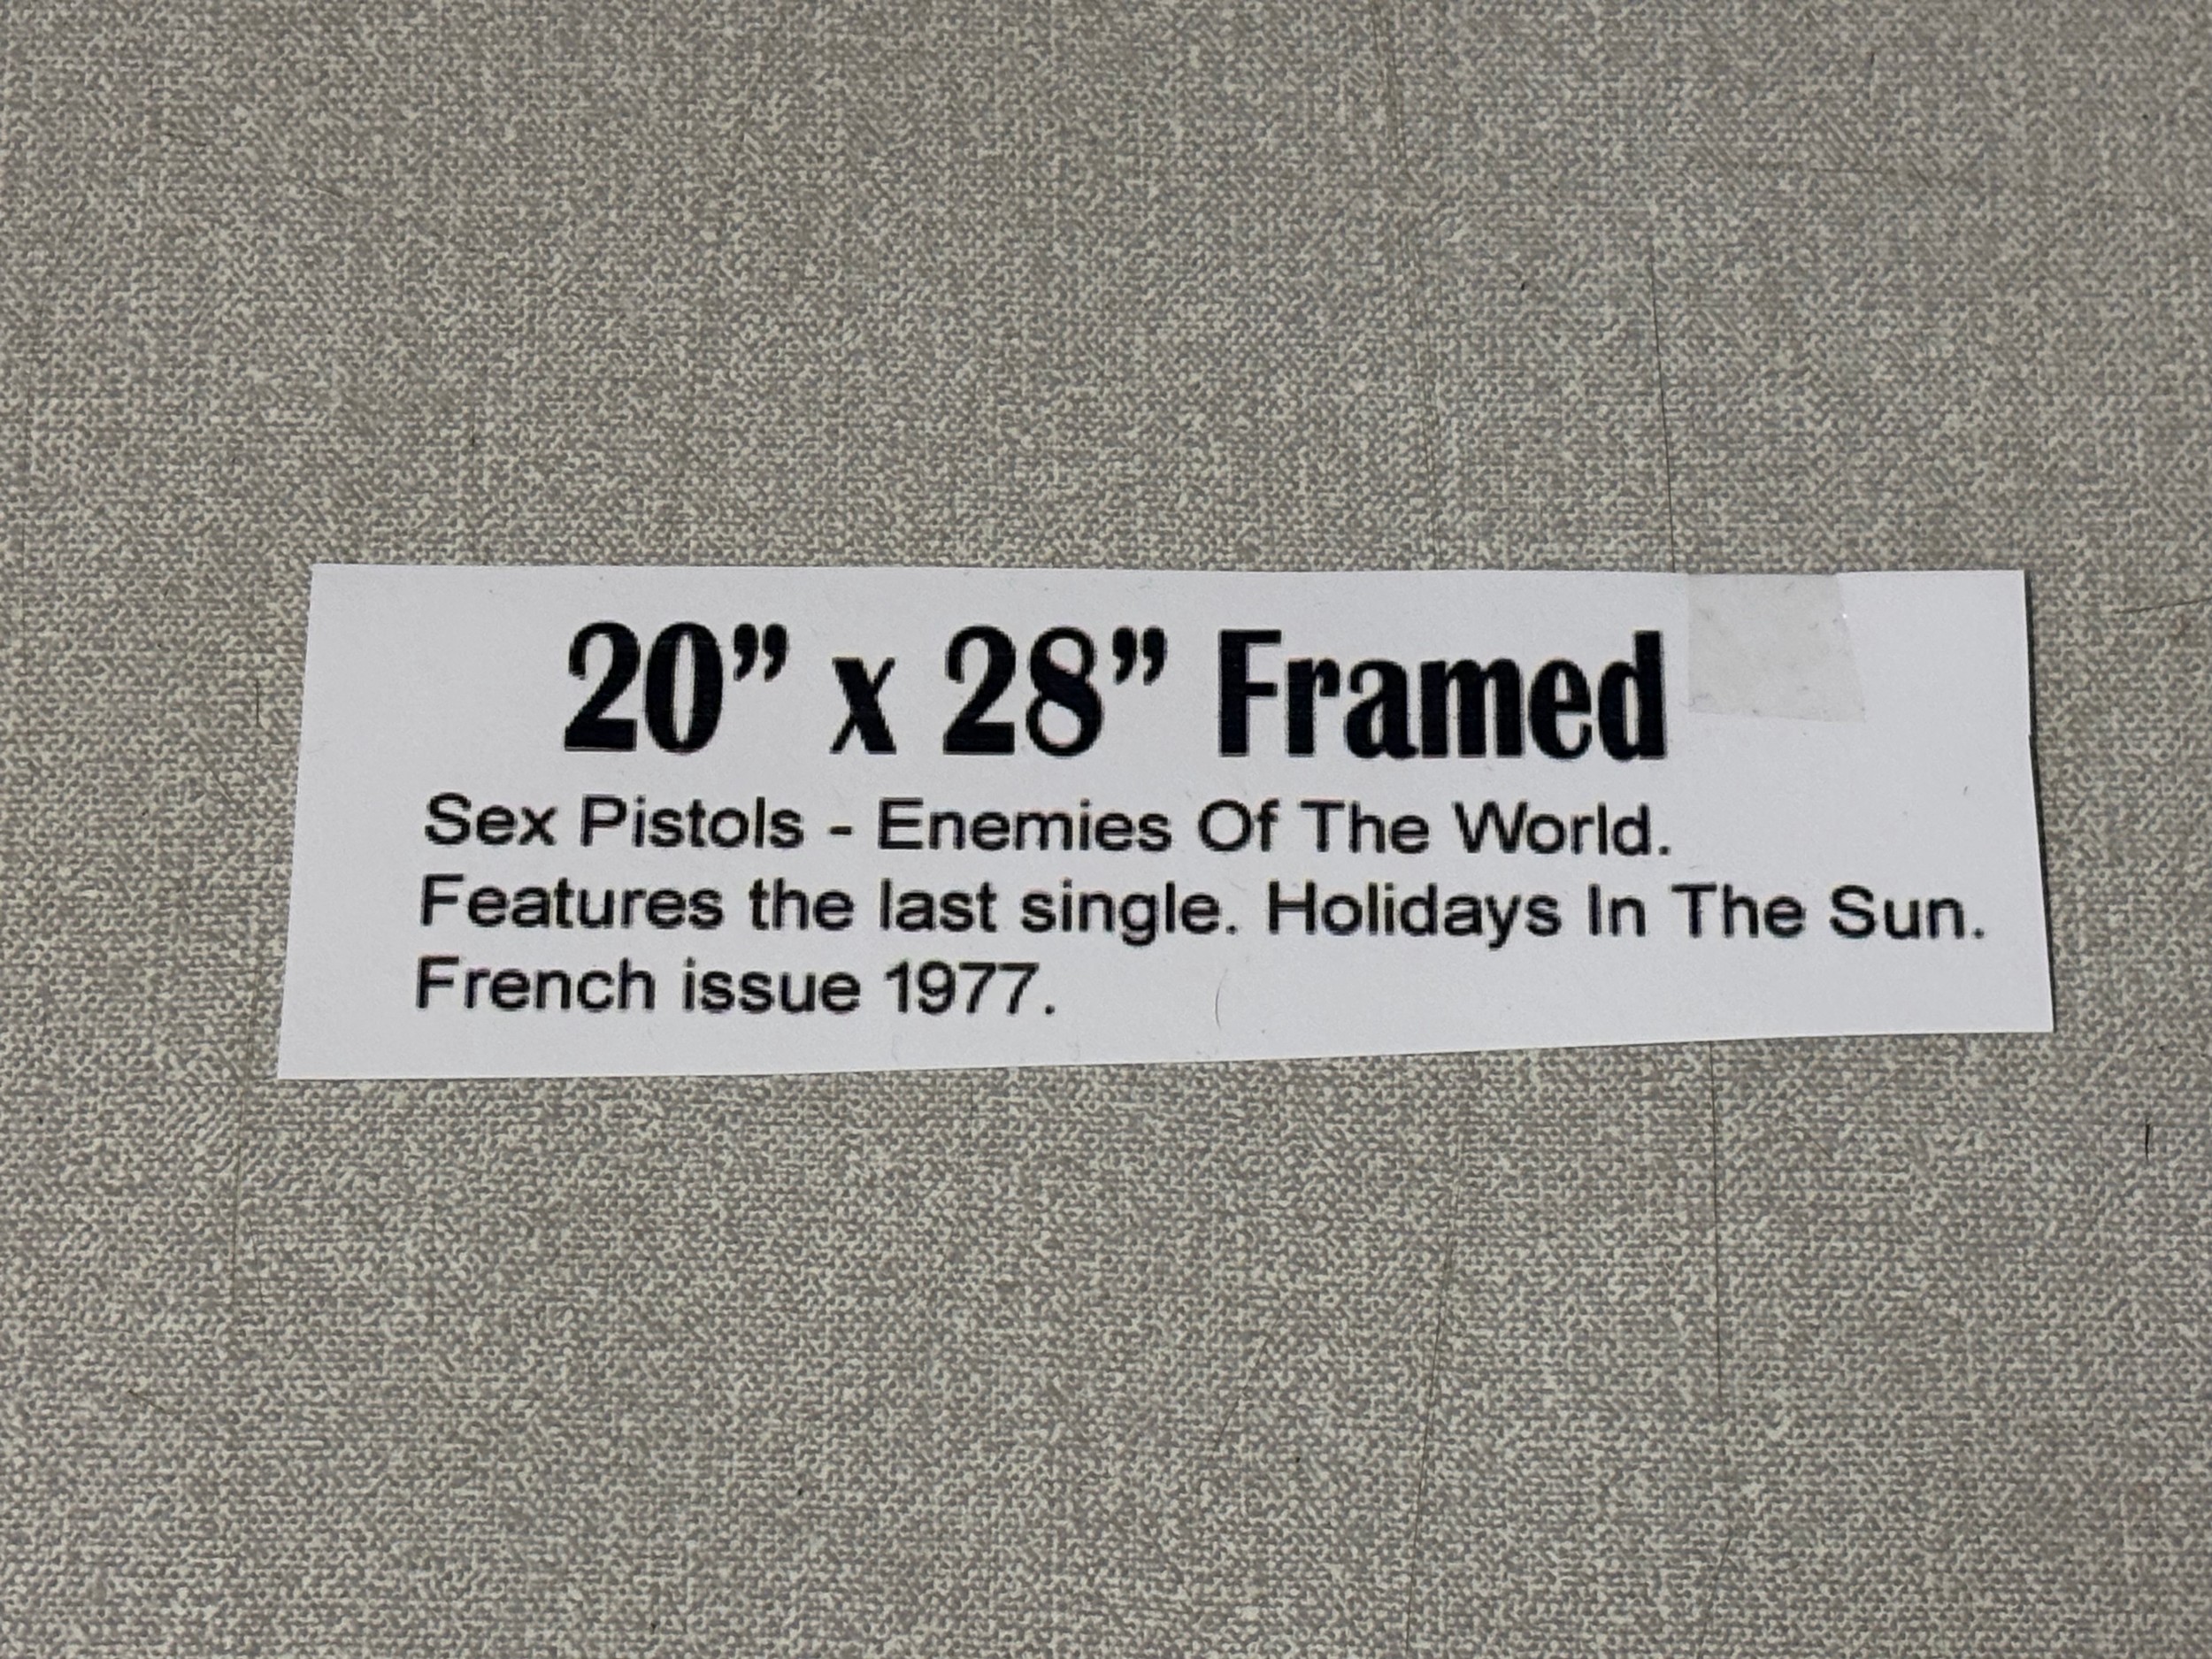 20” x 28” Framed
Sex Pistols - Enemies Of The World.
Features the last single. Holidays In The Sun.
French issue 1977.